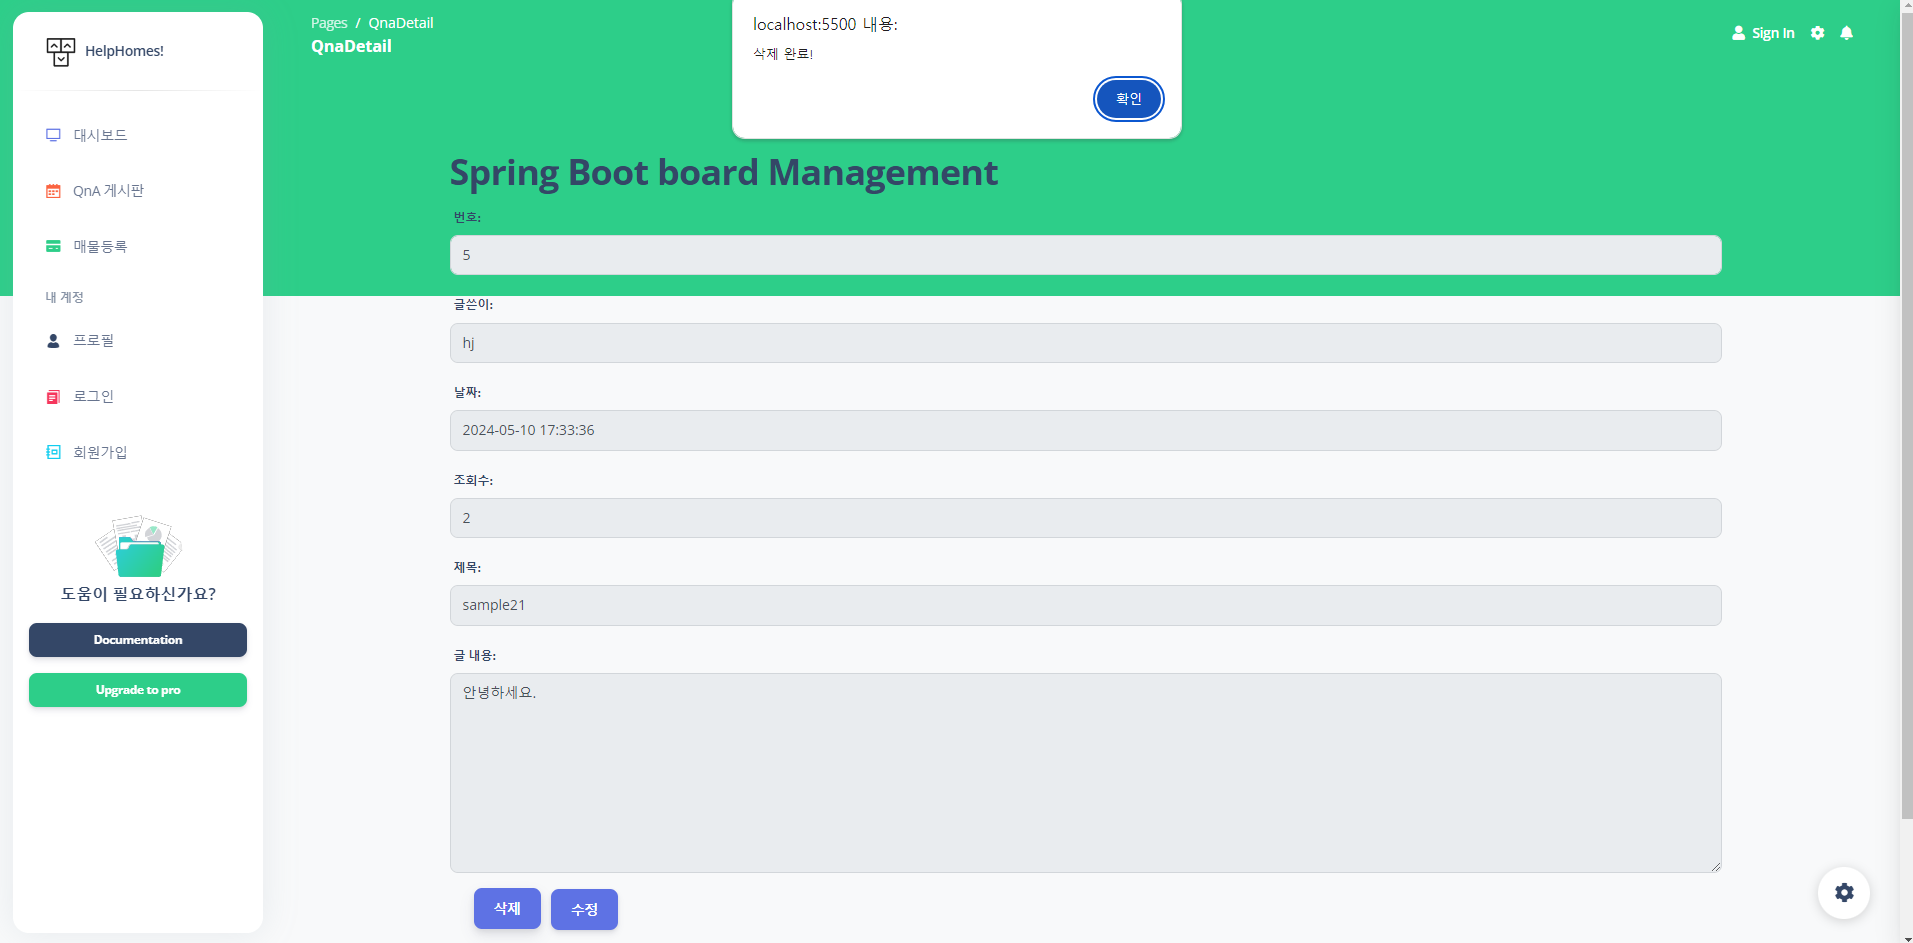 HelpHomes!
대시보드
QnA 게시판
매물등록
내 계정
프로필
로그인
회원가입
도움이 필요하신가요?
Documentation
Upgrade to pro
Pages / QnaDetail
QnaDetail
Sign In
localhost:5500 내용:
삭제 완료!
확인
Spring Boot board Management
번호:
5
글쓴이:
hj
날짜:
2024-05-10 17:33:36
조회수:
2
제목:
sample21
글 내용:
안녕하세요.
삭제
수정